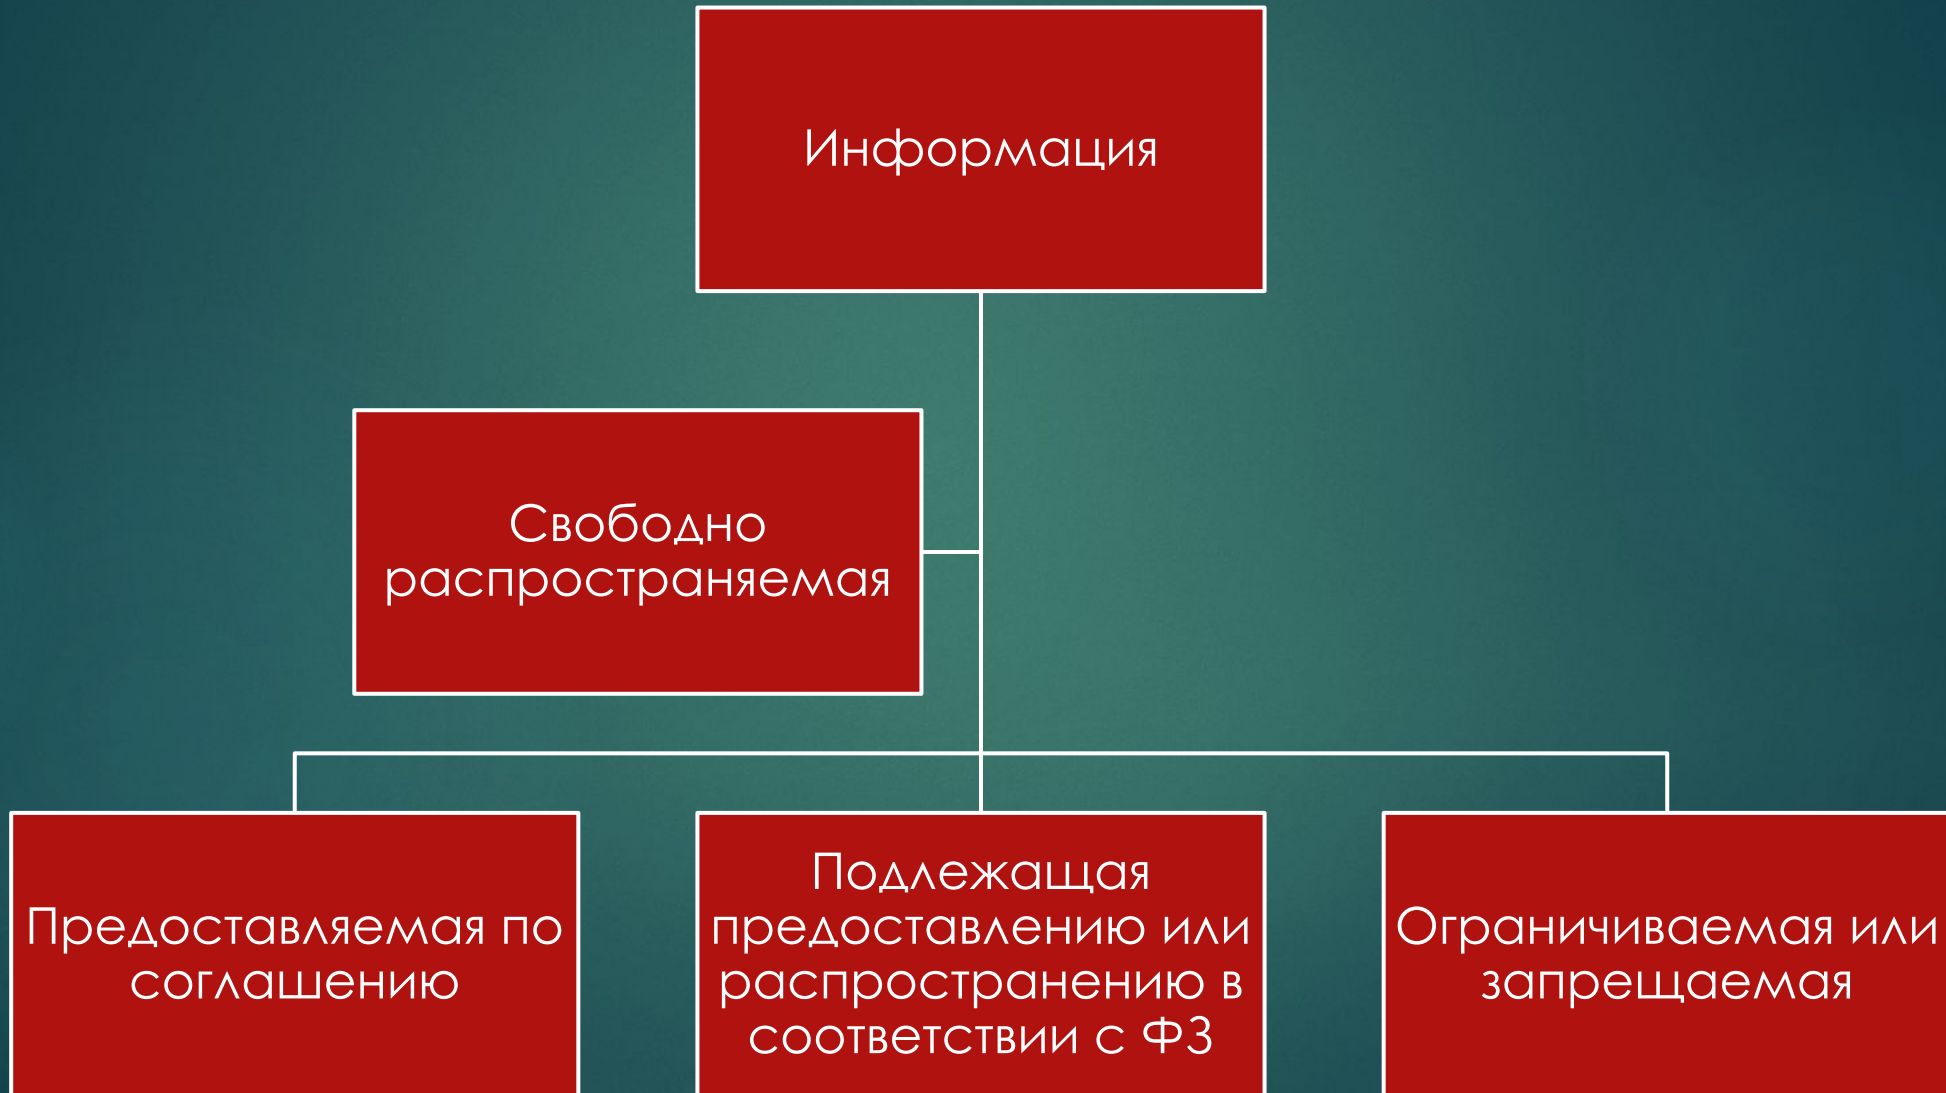 Информация
Свободно
распространяемая
Предоставляемая по
соглашению
Подлежащая
предоставлению или
распространению в
соответствии с ФЗ
Ограничиваемая или
запрещаемая